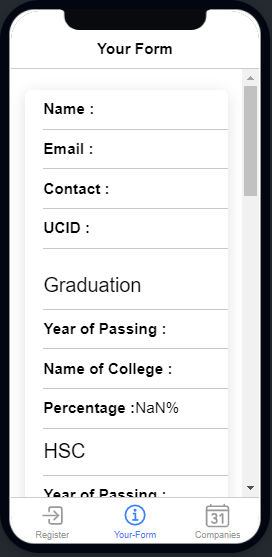 Your Form
Name :
Email :
Contact :
UCID :
Graduation
Year of Passing :
Name of College :
Percentage :NaN%
HSC
Year of Passing :
31
Register
Your-Form
Companies